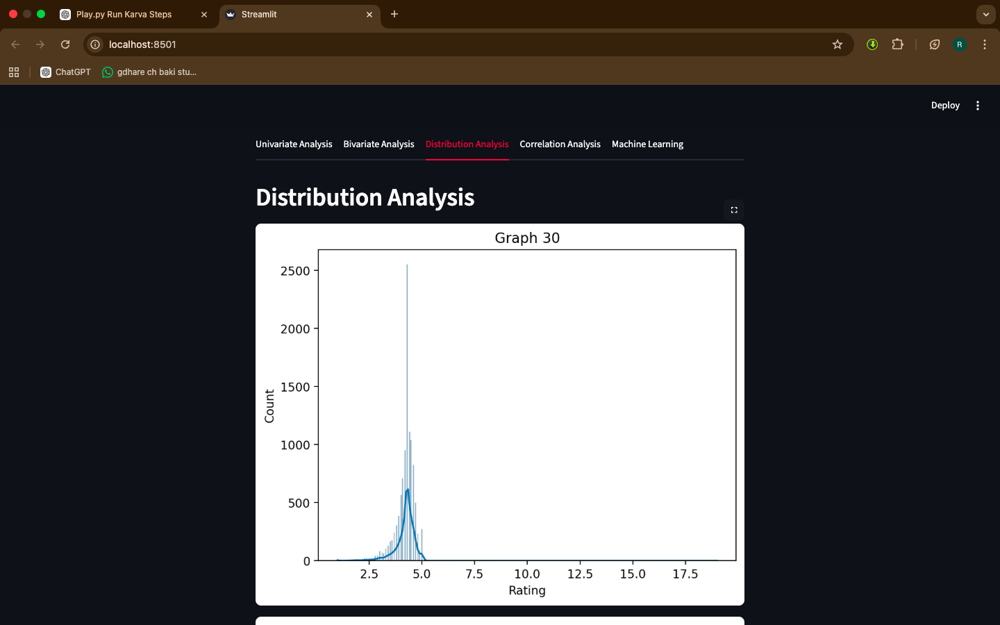 Play.py Run Karva Steps
Streamlit
localhost:8501
R
ChatGPT
gdhare ch baki stu...
Deploy
Univariate Analysis Bivariate Analysis Distribution Analysis Correlation Analysis Machine Learning
Distribution Analysis
Graph 30
2500
2000
1500
1000
500
0
Count
2.5 5.0 7.5 10.0 12.5 15.0 17.5
Rating